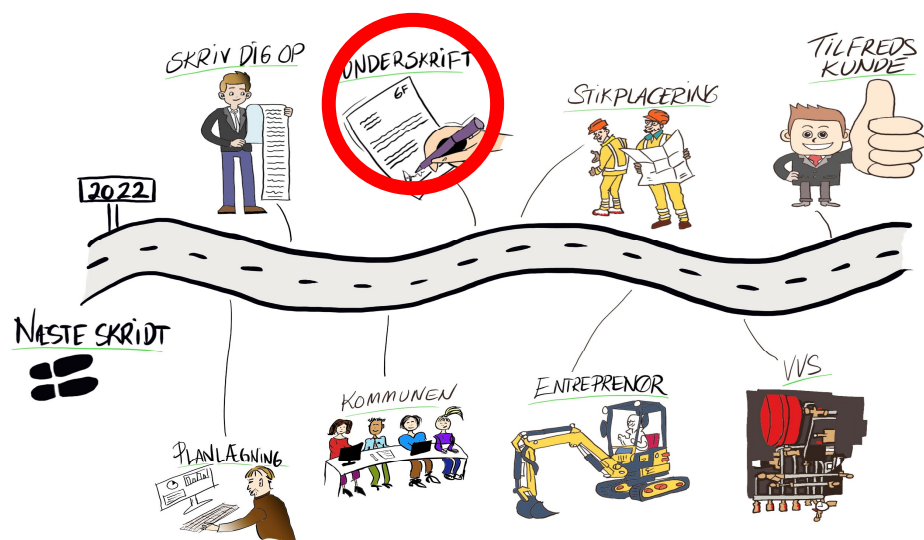 SKRIV DIG OP
UNDERSKRIFT
GF
STIKPLACERING
TILFREDS
KUNDE
2022
NÆSTE SKRIDT
PLANLÆGNING
KOMMUNEN
ENTREPRENØR
VVS